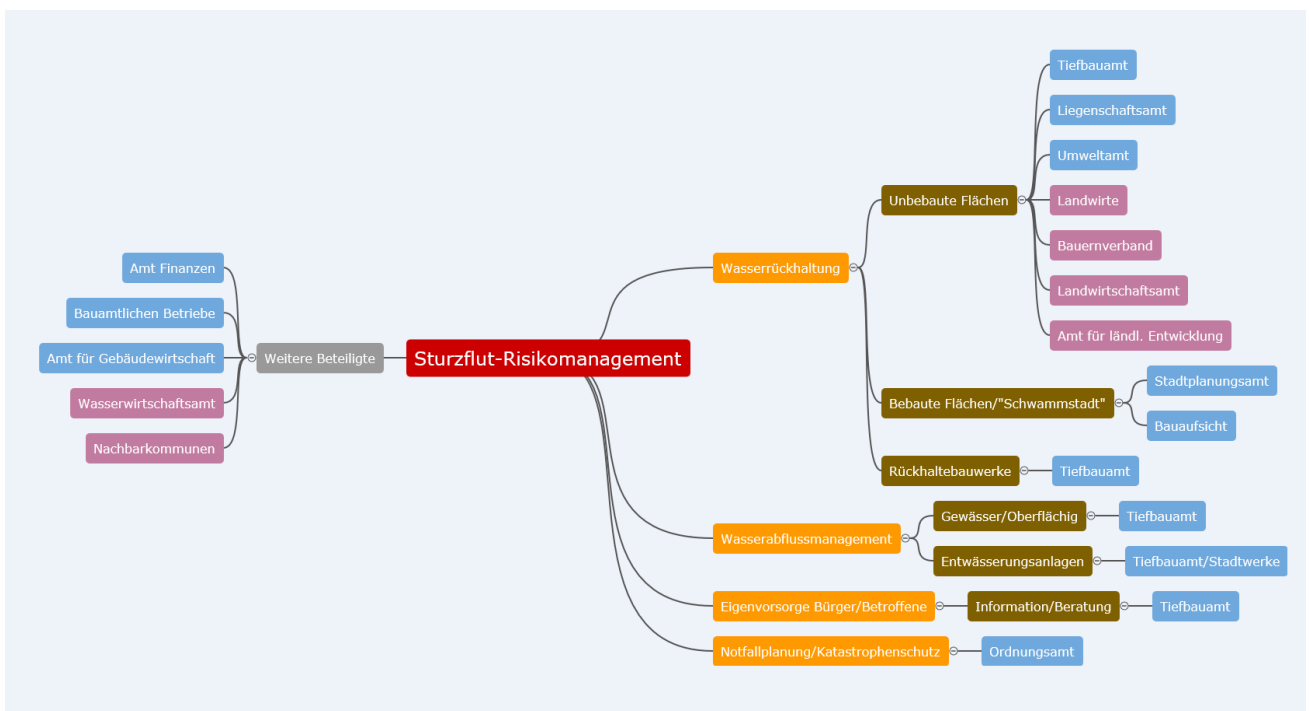 Sturzflut-Risikomanagement
Weitere Beteiligte
Amt Finanzen
Bauamtlichen Betriebe
Amt für Gebäudewirtschaft
Wasserwirtschaftsamt
Nachbarkommunen
Wasserrückhaltung
Unbebaute Flächen
Tiefbauamt
Liegenschaftsamt
Umweltamt
Landwirte
Bauernverband
Landwirtschaftsamt
Amt für ländl. Entwicklung
Bebaute Flächen/"Schwammstadt"
Stadtplanungsamt
Bauaufsicht
Rückhaltebauwerke
Tiefbauamt
Wasserabflussmanagement
Gewässer/Oberflächig
Tiefbauamt
Entwässerungsanlagen
Tiefbauamt/Stadtwerke
Eigenvorsorge Bürger/Betroffene
Information/Beratung
Tiefbauamt
Notfallplanung/Katastrophenschutz
Ordnungsamt